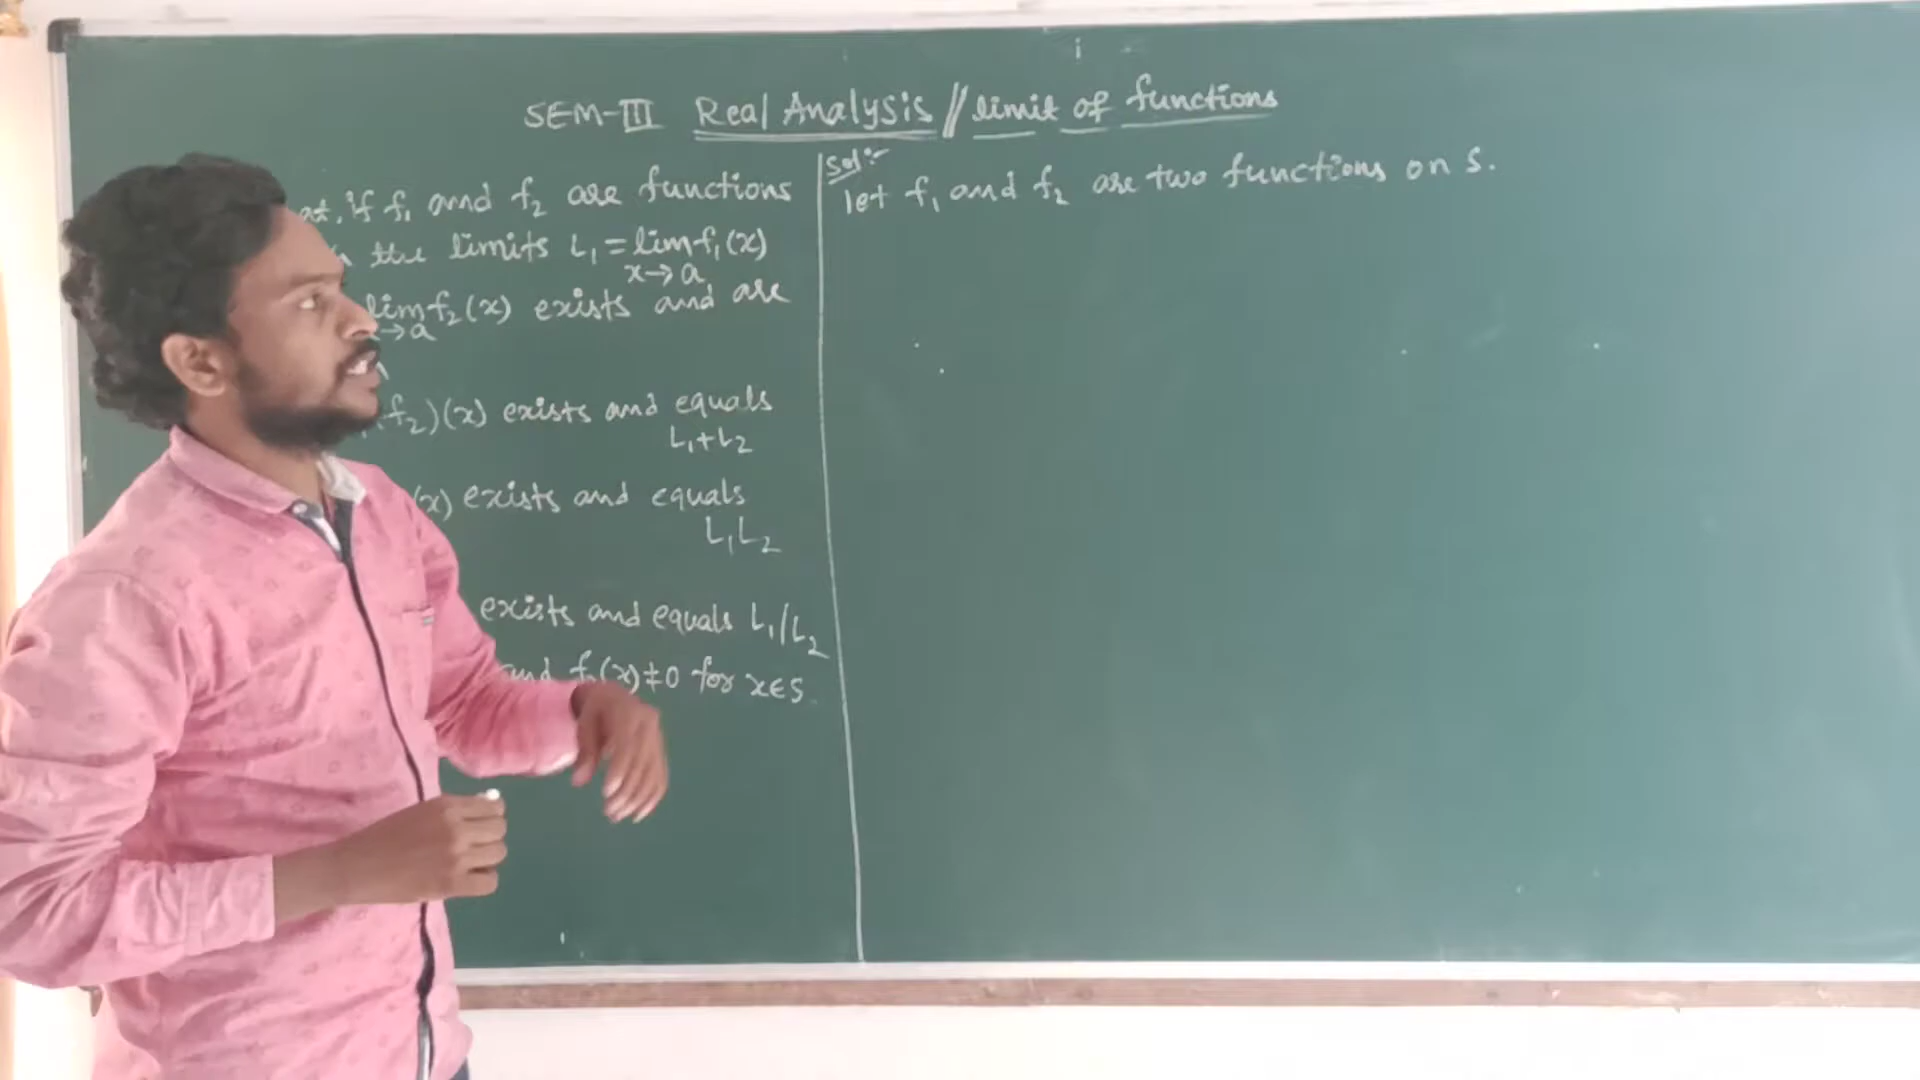 SEM-III Real Analysis // limit of functions
at, if f₁ and f₂ are functions
the limits L₁ = lim f₁(x)
x→a
lim f₂(x) exists and are
x→a
f₂)(x) exists and equals
L₁+L₂
(x) exists and equals
L₁L₂
exists and equals L₁/L₂
and (x)≠0 for x∈S
Sol:-
let f₁ and f₂ are two functions on S.